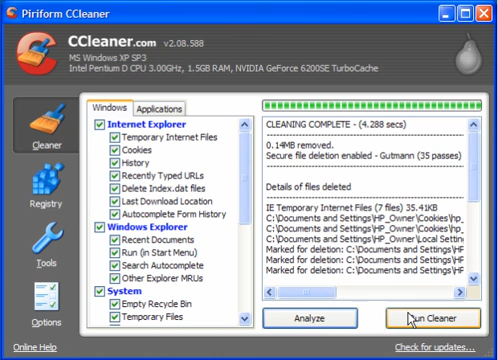 Piriform CCleaner
CCleaner.com v2.08.588
MS Windows XP SP3
Intel Pentium D CPU 3.00GHz, 1.5GB RAM, NVIDIA GeForce 6200SE TurboCache
Cleaner
Registry
Tools
Options
Windows
Applications
Internet Explorer
Temporary Internet Files
Cookies
History
Recently Typed URLs
Delete Index.dat files
Last Download Location
Autocomplete Form History
Windows Explorer
Recent Documents
Run (in Start Menu)
Search Autocomplete
Other Explorer MRUs
System
Empty Recycle Bin
Temporary Files
CLEANING COMPLETE - (4.288 secs)
0.14MB removed.
Secure file deletion enabled - Gutmann (35 passes)
Details of files deleted
IE Temporary Internet Files (7 files) 35.41KB
C:\Documents and Settings\HP_Owner\Cookies\hp_
C:\Documents and Settings\HP_Owner\Cookies\hp_
C:\Documents and Settings\HP_Owner\Local Settin
Marked for deletion: C:\Documents and Settings\HP
Marked for deletion: C:\Documents and Settings\HP
Marked for deletion: C:\Documents and Settings\HP
Analyze
un Cleaner
Online Help
Check for updates...